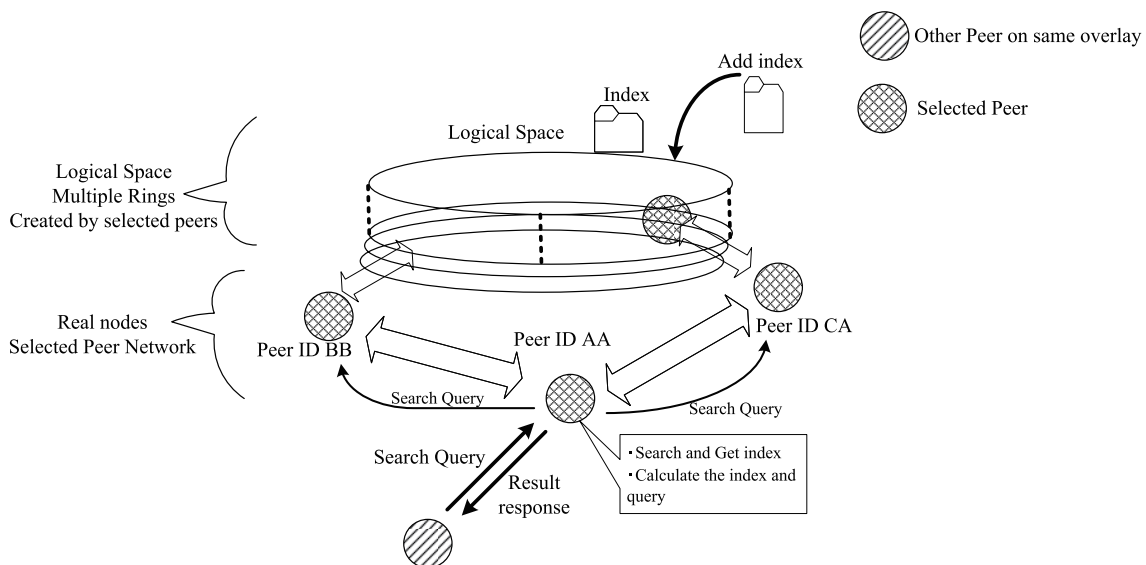 Other Peer on same overlay
Add index
Index
Selected Peer
Logical Space
Logical Space
Multiple Rings
Created by selected peers
Real nodes
Selected Peer Network
Peer ID BB
Peer ID AA
Peer ID CA
Search Query
Search Query
Search Query
Result
response
・Search and Get index
・Calculate the index and
query